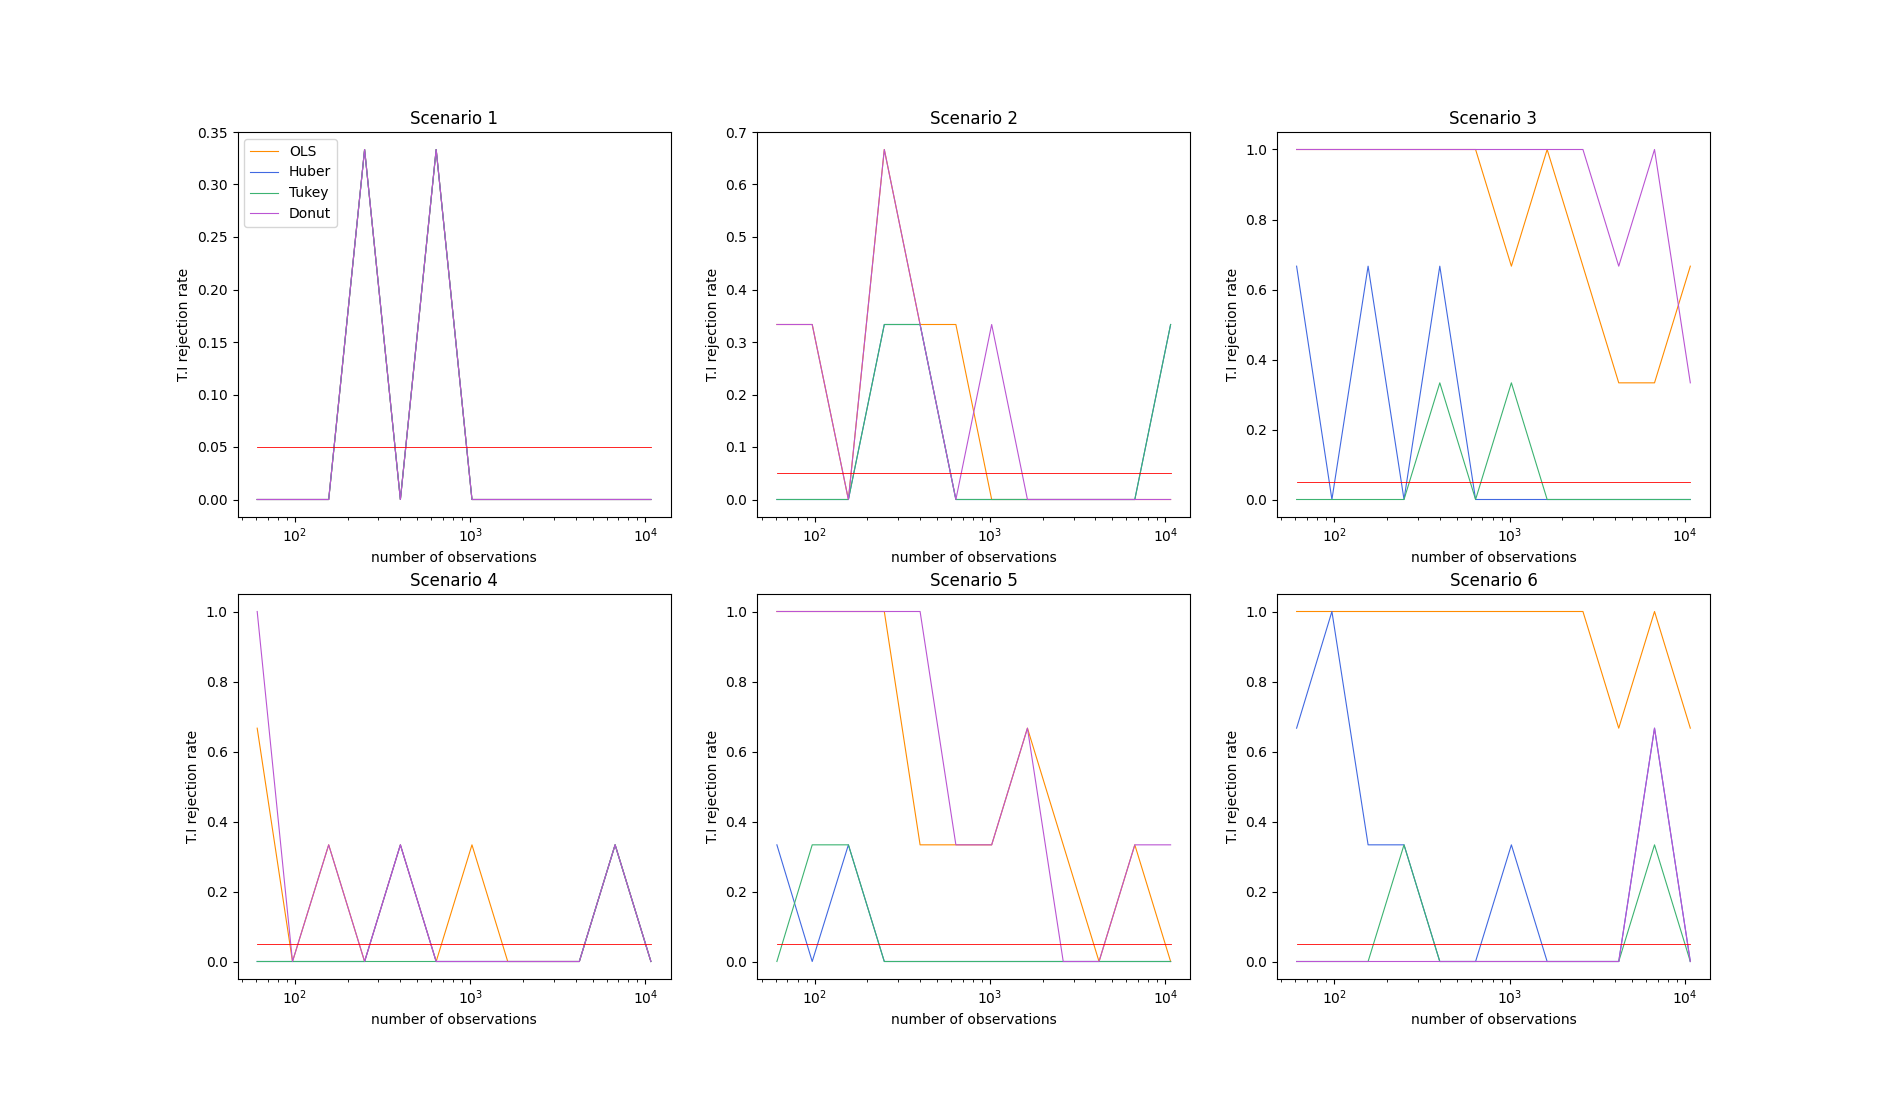 Scenario 1
0.35
0.30
0.25
0.20
0.15
0.10
0.05
0.00
T.I rejection rate
OLS
Huber
Tukey
Donut
10²
10³
10⁴
number of observations
Scenario 2
0.7
0.6
0.5
0.4
0.3
0.2
0.1
0.0
T.I rejection rate
10²
10³
10⁴
number of observations
Scenario 3
1.0
0.8
0.6
0.4
0.2
0.0
T.I rejection rate
10²
10³
10⁴
number of observations
Scenario 4
1.0
0.8
0.6
0.4
0.2
0.0
T.I rejection rate
10²
10³
10⁴
number of observations
Scenario 5
1.0
0.8
0.6
0.4
0.2
0.0
T.I rejection rate
10²
10³
10⁴
number of observations
Scenario 6
1.0
0.8
0.6
0.4
0.2
0.0
T.I rejection rate
10²
10³
10⁴
number of observations